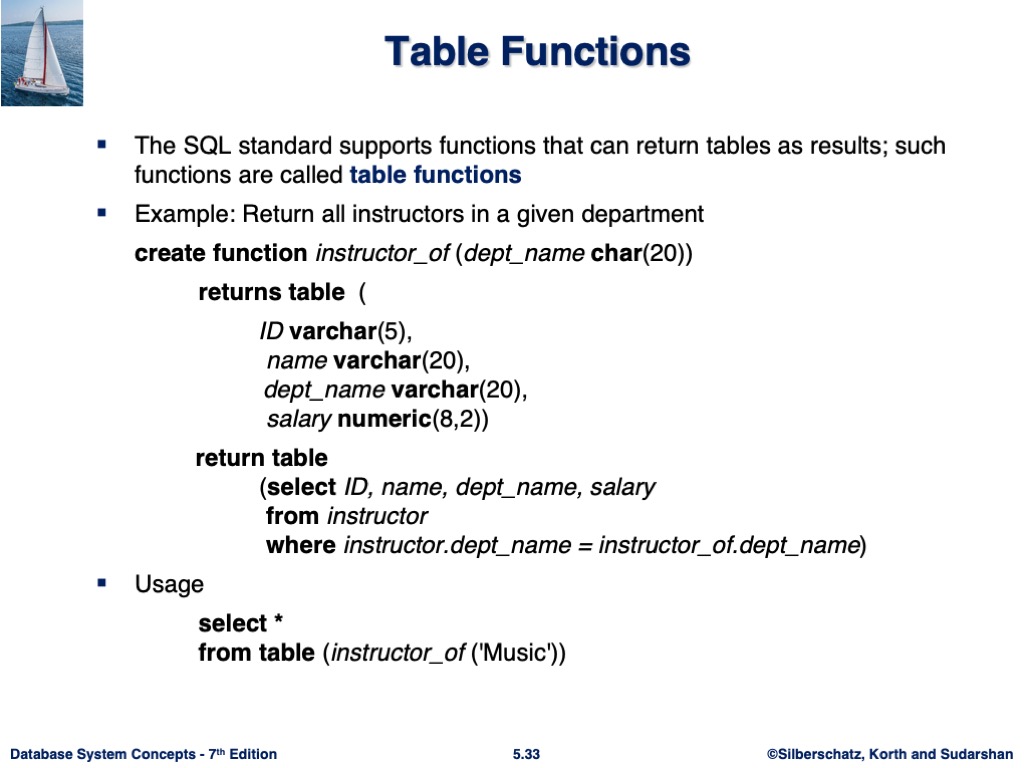 Table Functions
▪ The SQL standard supports functions that can return tables as results; such
functions are called table functions
▪ Example: Return all instructors in a given department
create function instructor_of (dept_name char(20))
returns table (
ID varchar(5),
name varchar(20),
dept_name varchar(20),
salary numeric(8,2))
return table
(select ID, name, dept_name, salary
from instructor
where instructor.dept_name = instructor_of.dept_name)
▪ Usage
select *
from table (instructor_of ('Music'))
Database System Concepts - 7th Edition
5.33
©Silberschatz, Korth and Sudarshan